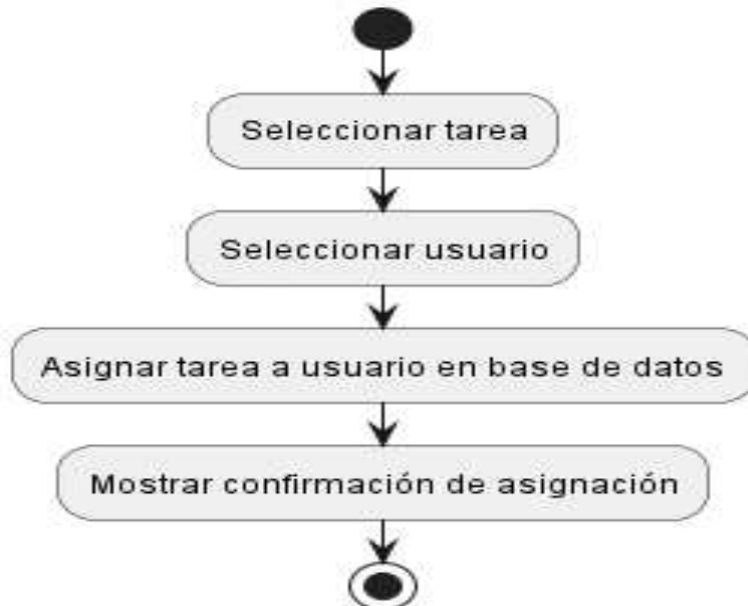 Seleccionar tarea
Seleccionar usuario
Asignar tarea a usuario en base de datos
Mostrar confirmación de asignación